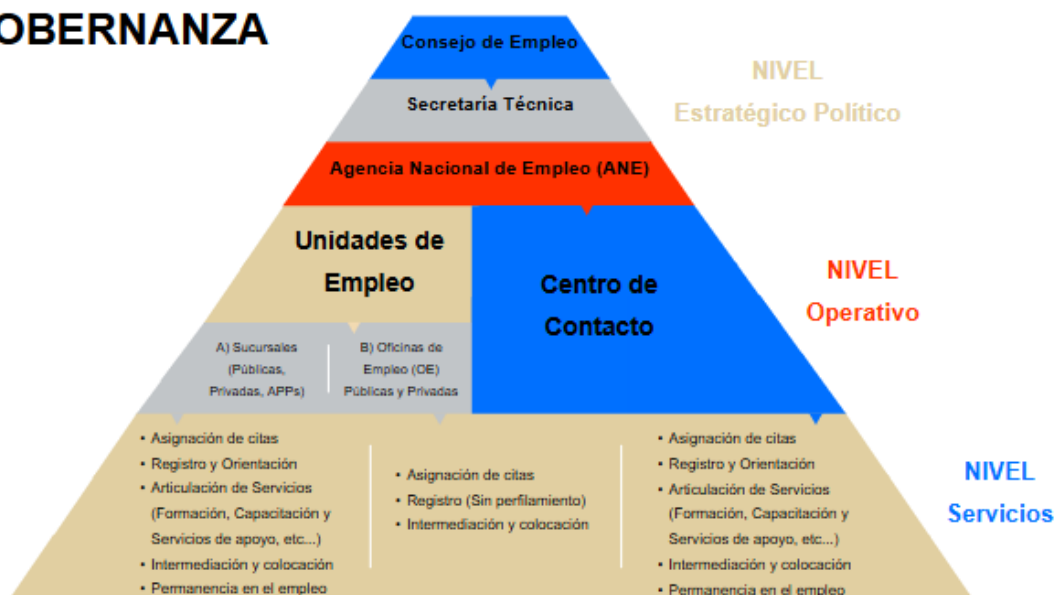 OBERNANZA
Consejo de Empleo
Secretaría Técnica
Agencia Nacional de Empleo (ANE)
NIVEL
Estratégico Político
Unidades de
Empleo
Centro de
Contacto
NIVEL
Operativo
A) Sucursales
(Públicas,
Privadas, APPs)
B) Oficinas de
Empleo (OE)
Públicas y Privadas
• Asignación de citas
• Registro y Orientación
• Articulación de Servicios
(Formación, Capacitación y
Servicios de apoyo, etc...)
• Intermediación y colocación
• Permanencia en el empleo
• Asignación de citas
• Registro (Sin perfilamiento)
• Intermediación y colocación
• Asignación de citas
• Registro y Orientación
• Articulación de Servicios
(Formación, Capacitación y
Servicios de apoyo, etc...)
• Intermediación y colocación
• Permanencia en el empleo
NIVEL
Servicios